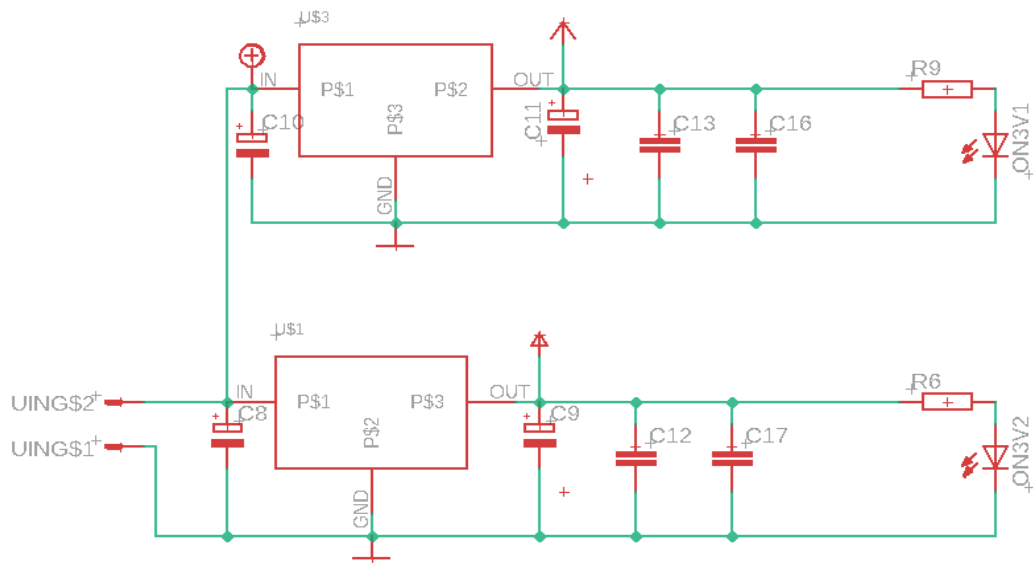 U$3
IN
P$1
P$2
OUT
P$3
GND
C10
C11
C13
C16
R9
ON3V1
U$1
IN
P$1
P$3
OUT
P$2
GND
UING$2
UING$1
C8
C9
C12
C17
R6
ON3V2